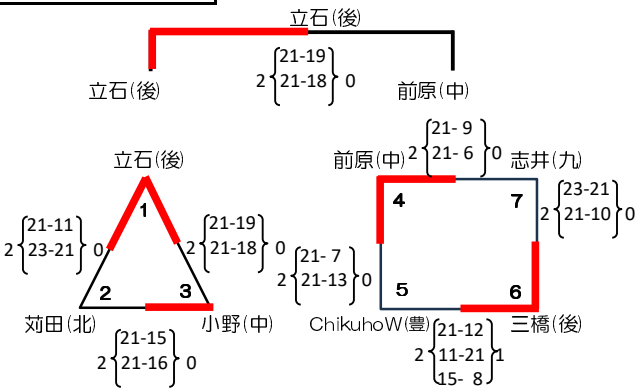 立石(後)
21-19
2 21-18 0
立石(後) 前原(中)
21- 9
前原(中) 2 21- 6 0 志井(九)
立石(後)
1
4 7
23-21
2 21-10 0
21-11
2 23-21 0
21-19
2 21-18 0
21- 7
2 21-13 0
2 3
5 6
苅田(北) 小野(中)
ChikuhoW(豊) 三橋(後)
21-15
2 21-16 0
21-12
2 11-21 1
15- 8